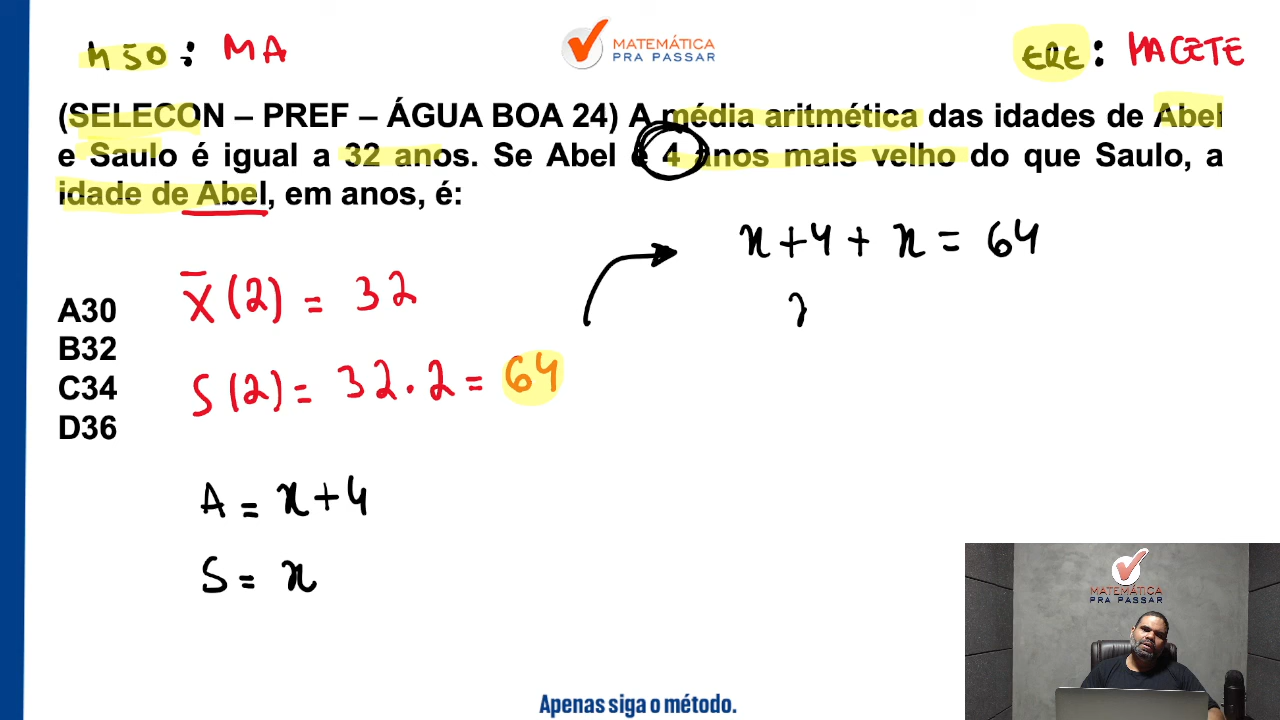 M50 : MA
MATEMÁTICA
PRA PASSAR
ERE : MACETE
(SELECON – PREF – ÁGUA BOA 24) A média aritmética das idades de Abel
e Saulo é igual a 32 anos. Se Abel é 4 anos mais velho do que Saulo, a
idade de Abel, em anos, é:
x+4 + x = 64
A30
B32
C34
D36
X̄ (2) = 32
S (2) = 32 . 2 = 64
A = x+4
S = x
MATEMÁTICA
PRA PASSAR
Apenas siga o método.